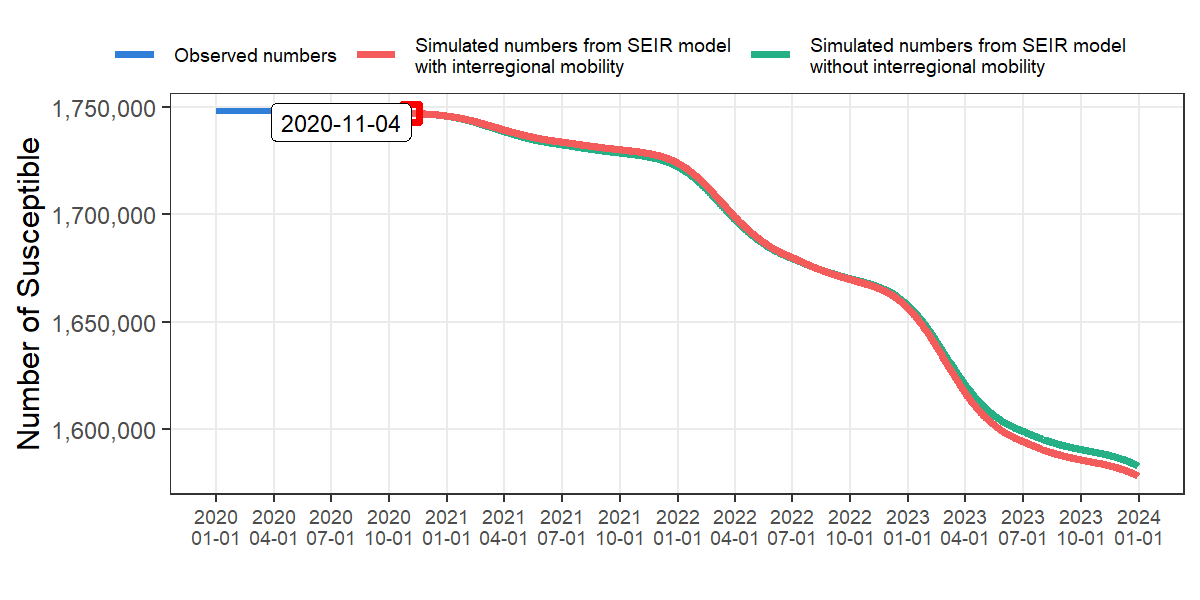 Observed numbers
Simulated numbers from SEIR model
with interregional mobility
Simulated numbers from SEIR model
without interregional mobility
Number of Susceptible
1,750,000
1,700,000
1,650,000
1,600,000
2020-11-04
2020 2020 2020 2020 2021 2021 2021 2021 2022 2022 2022 2022 2023 2023 2023 2023 2024
01-01 04-01 07-01 10-01 01-01 04-01 07-01 10-01 01-01 04-01 07-01 10-01 01-01 04-01 07-01 10-01 01-01